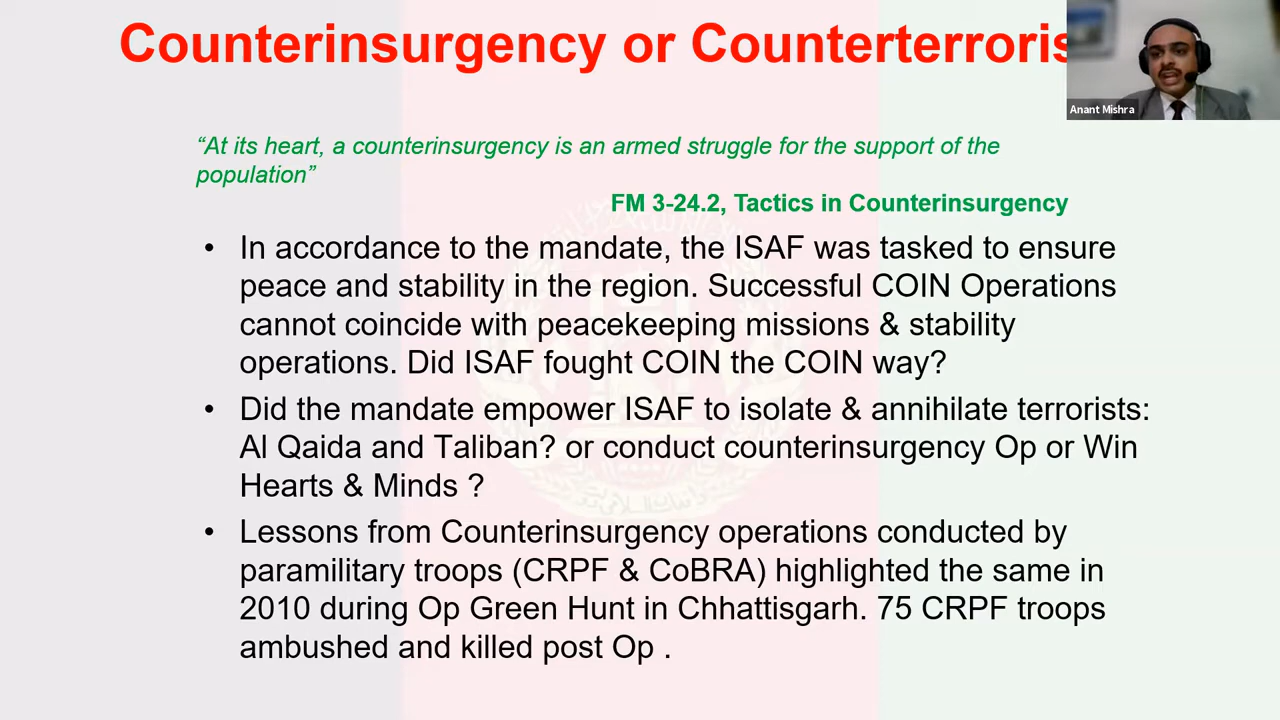 Counterinsurgency or Counterterroris
Anant Mishra
“At its heart, a counterinsurgency is an armed struggle for the support of the
population”
FM 3-24.2, Tactics in Counterinsurgency
• In accordance to the mandate, the ISAF was tasked to ensure
peace and stability in the region. Successful COIN Operations
cannot coincide with peacekeeping missions & stability
operations. Did ISAF fought COIN the COIN way?
• Did the mandate empower ISAF to isolate & annihilate terrorists:
Al Qaida and Taliban? or conduct counterinsurgency Op or Win
Hearts & Minds ?
• Lessons from Counterinsurgency operations conducted by
paramilitary troops (CRPF & CoBRA) highlighted the same in
2010 during Op Green Hunt in Chhattisgarh. 75 CRPF troops
ambushed and killed post Op .